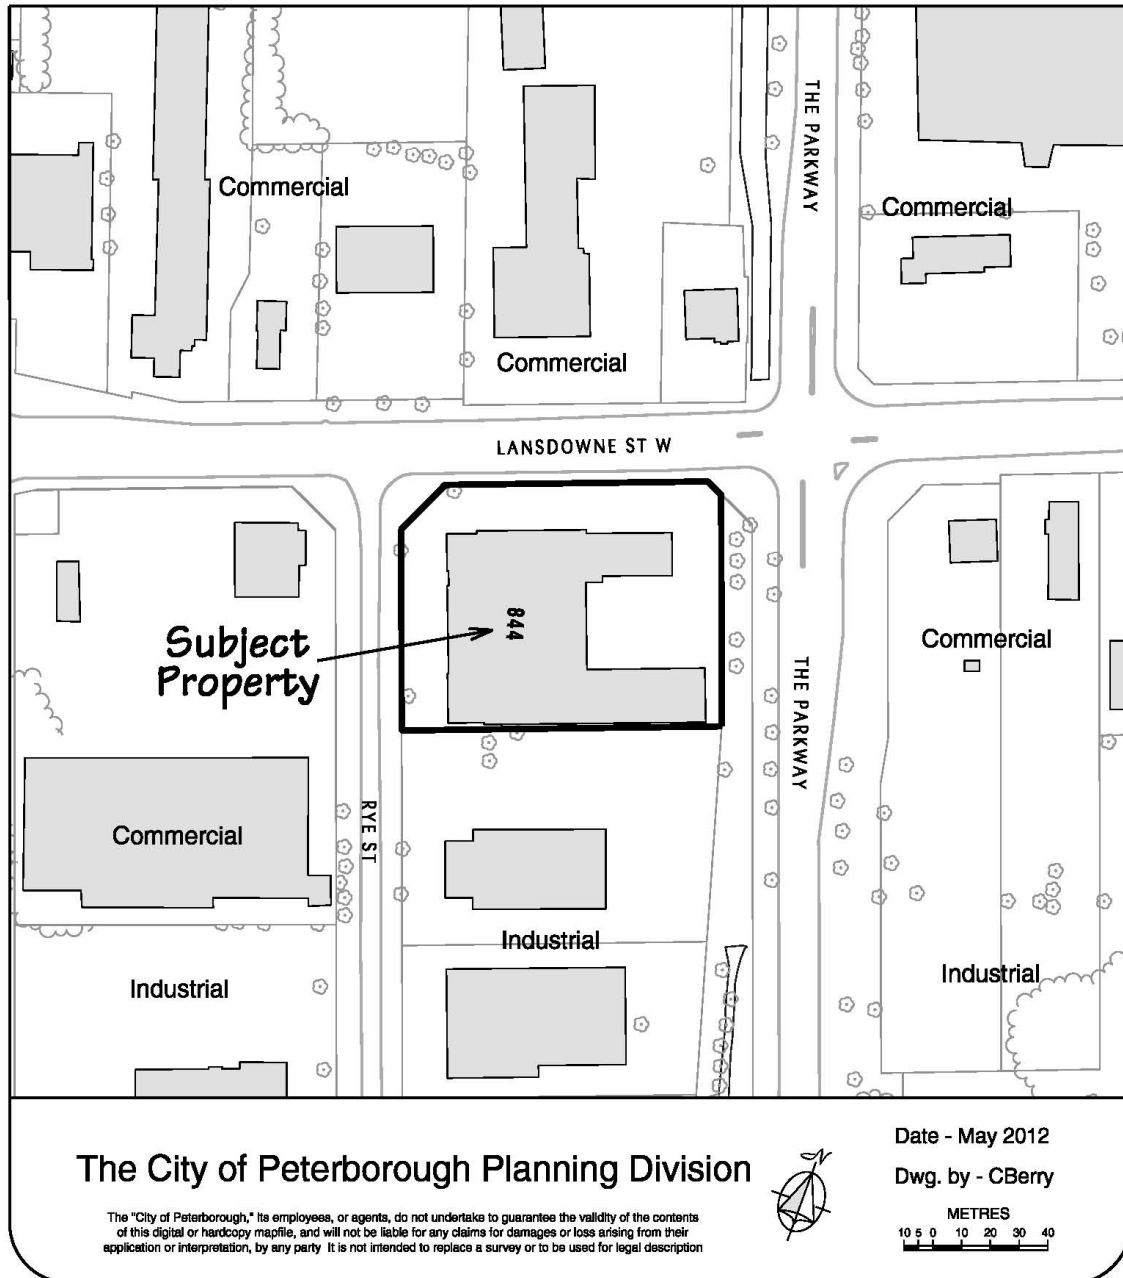 THE PARKWAY
Commercial
Commercial
Commercial
LANSDOWNE ST W
844
Subject
Property
Commercial
THE PARKWAY
RYE ST
Commercial
Industrial
Industrial
Industrial
The City of Peterborough Planning Division
The "City of Peterborough," its employees, or agents, do not undertake to guarantee the validity of the contents
of this digital or hardcopy mapfile, and will not be liable for any claims for damages or loss arising from their
application or interpretation, by any party It is not intended to replace a survey or to be used for legal description
N
Date - May 2012
Dwg. by - CBerry
METRES
10 5 0 10 20 30 40